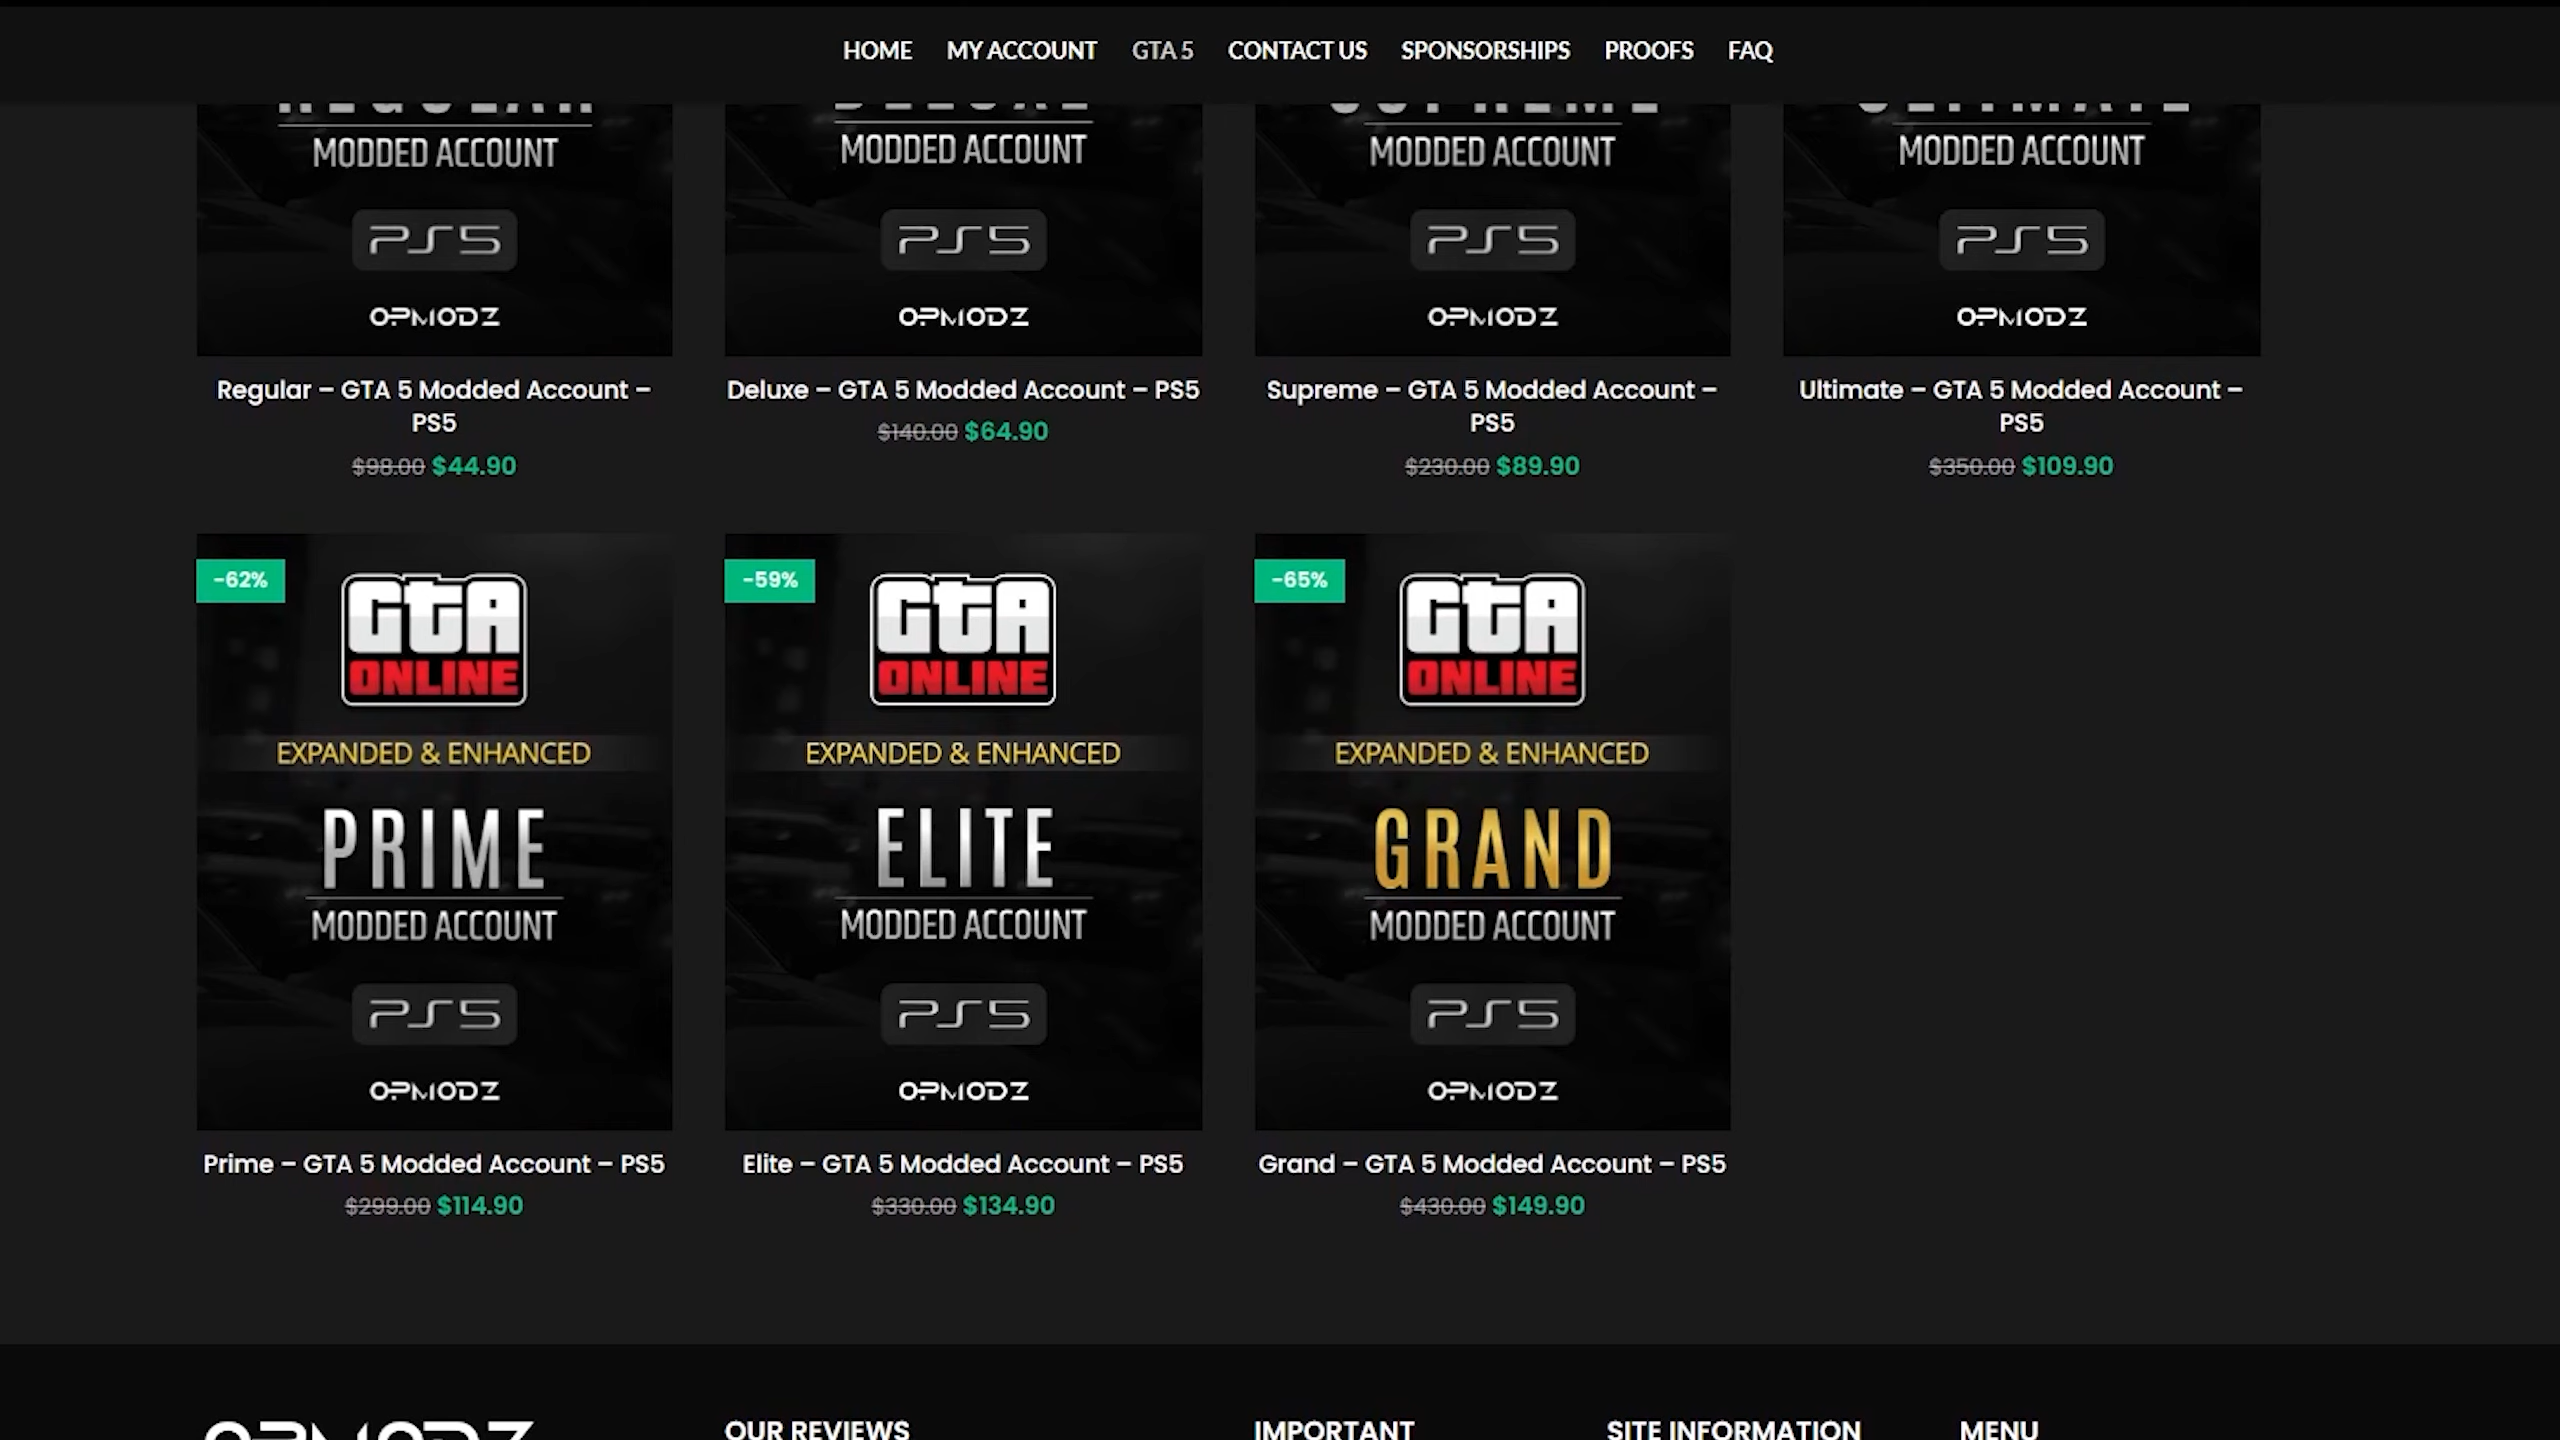 HOME MY ACCOUNT GTA 5 CONTACT US SPONSORSHIPS PROOFS FAQ
REGULAR DELUXE SUPREME ULTIMATE
MODDED ACCOUNT MODDED ACCOUNT MODDED ACCOUNT MODDED ACCOUNT
PS5 PS5 PS5 PS5
OPMODZ OPMODZ OPMODZ OPMODZ
Regular – GTA 5 Modded Account –
PS5
$98.00 $44.90
Deluxe – GTA 5 Modded Account – PS5
$140.00 $64.90
Supreme – GTA 5 Modded Account –
PS5
$230.00 $89.90
Ultimate – GTA 5 Modded Account –
PS5
$350.00 $109.90
-62%
GTA
ONLINE
EXPANDED & ENHANCED
PRIME
MODDED ACCOUNT
PS5
OPMODZ
Prime – GTA 5 Modded Account – PS5
$299.00 $114.90
-59%
GTA
ONLINE
EXPANDED & ENHANCED
ELITE
MODDED ACCOUNT
PS5
OPMODZ
Elite – GTA 5 Modded Account – PS5
$330.00 $134.90
-65%
GTA
ONLINE
EXPANDED & ENHANCED
GRAND
MODDED ACCOUNT
PS5
OPMODZ
Grand – GTA 5 Modded Account – PS5
$430.00 $149.90
OPMODZ OUR REVIEWS IMPORTANT SITE INFORMATION MENU